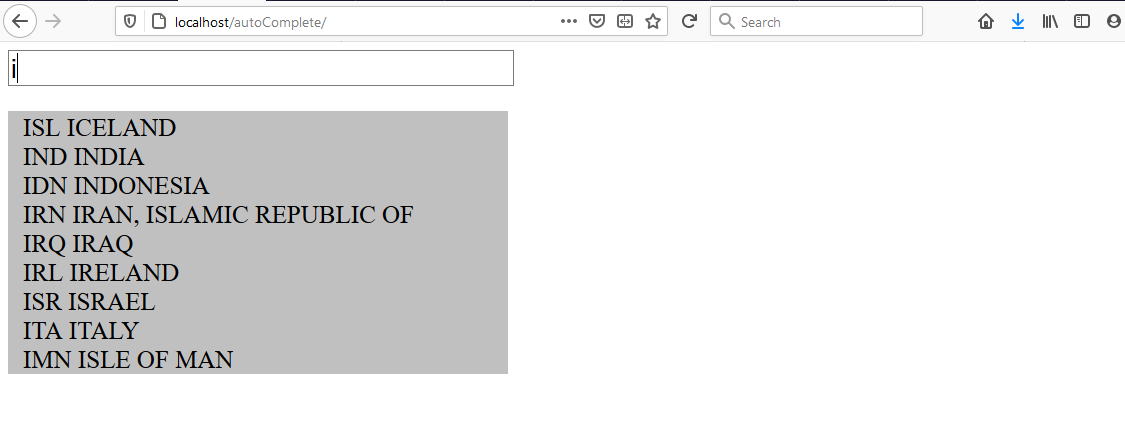 localhost/autoComplete/
Search
i
ISL ICELAND
IND INDIA
IDN INDONESIA
IRN IRAN, ISLAMIC REPUBLIC OF
IRQ IRAQ
IRL IRELAND
ISR ISRAEL
ITA ITALY
IMN ISLE OF MAN